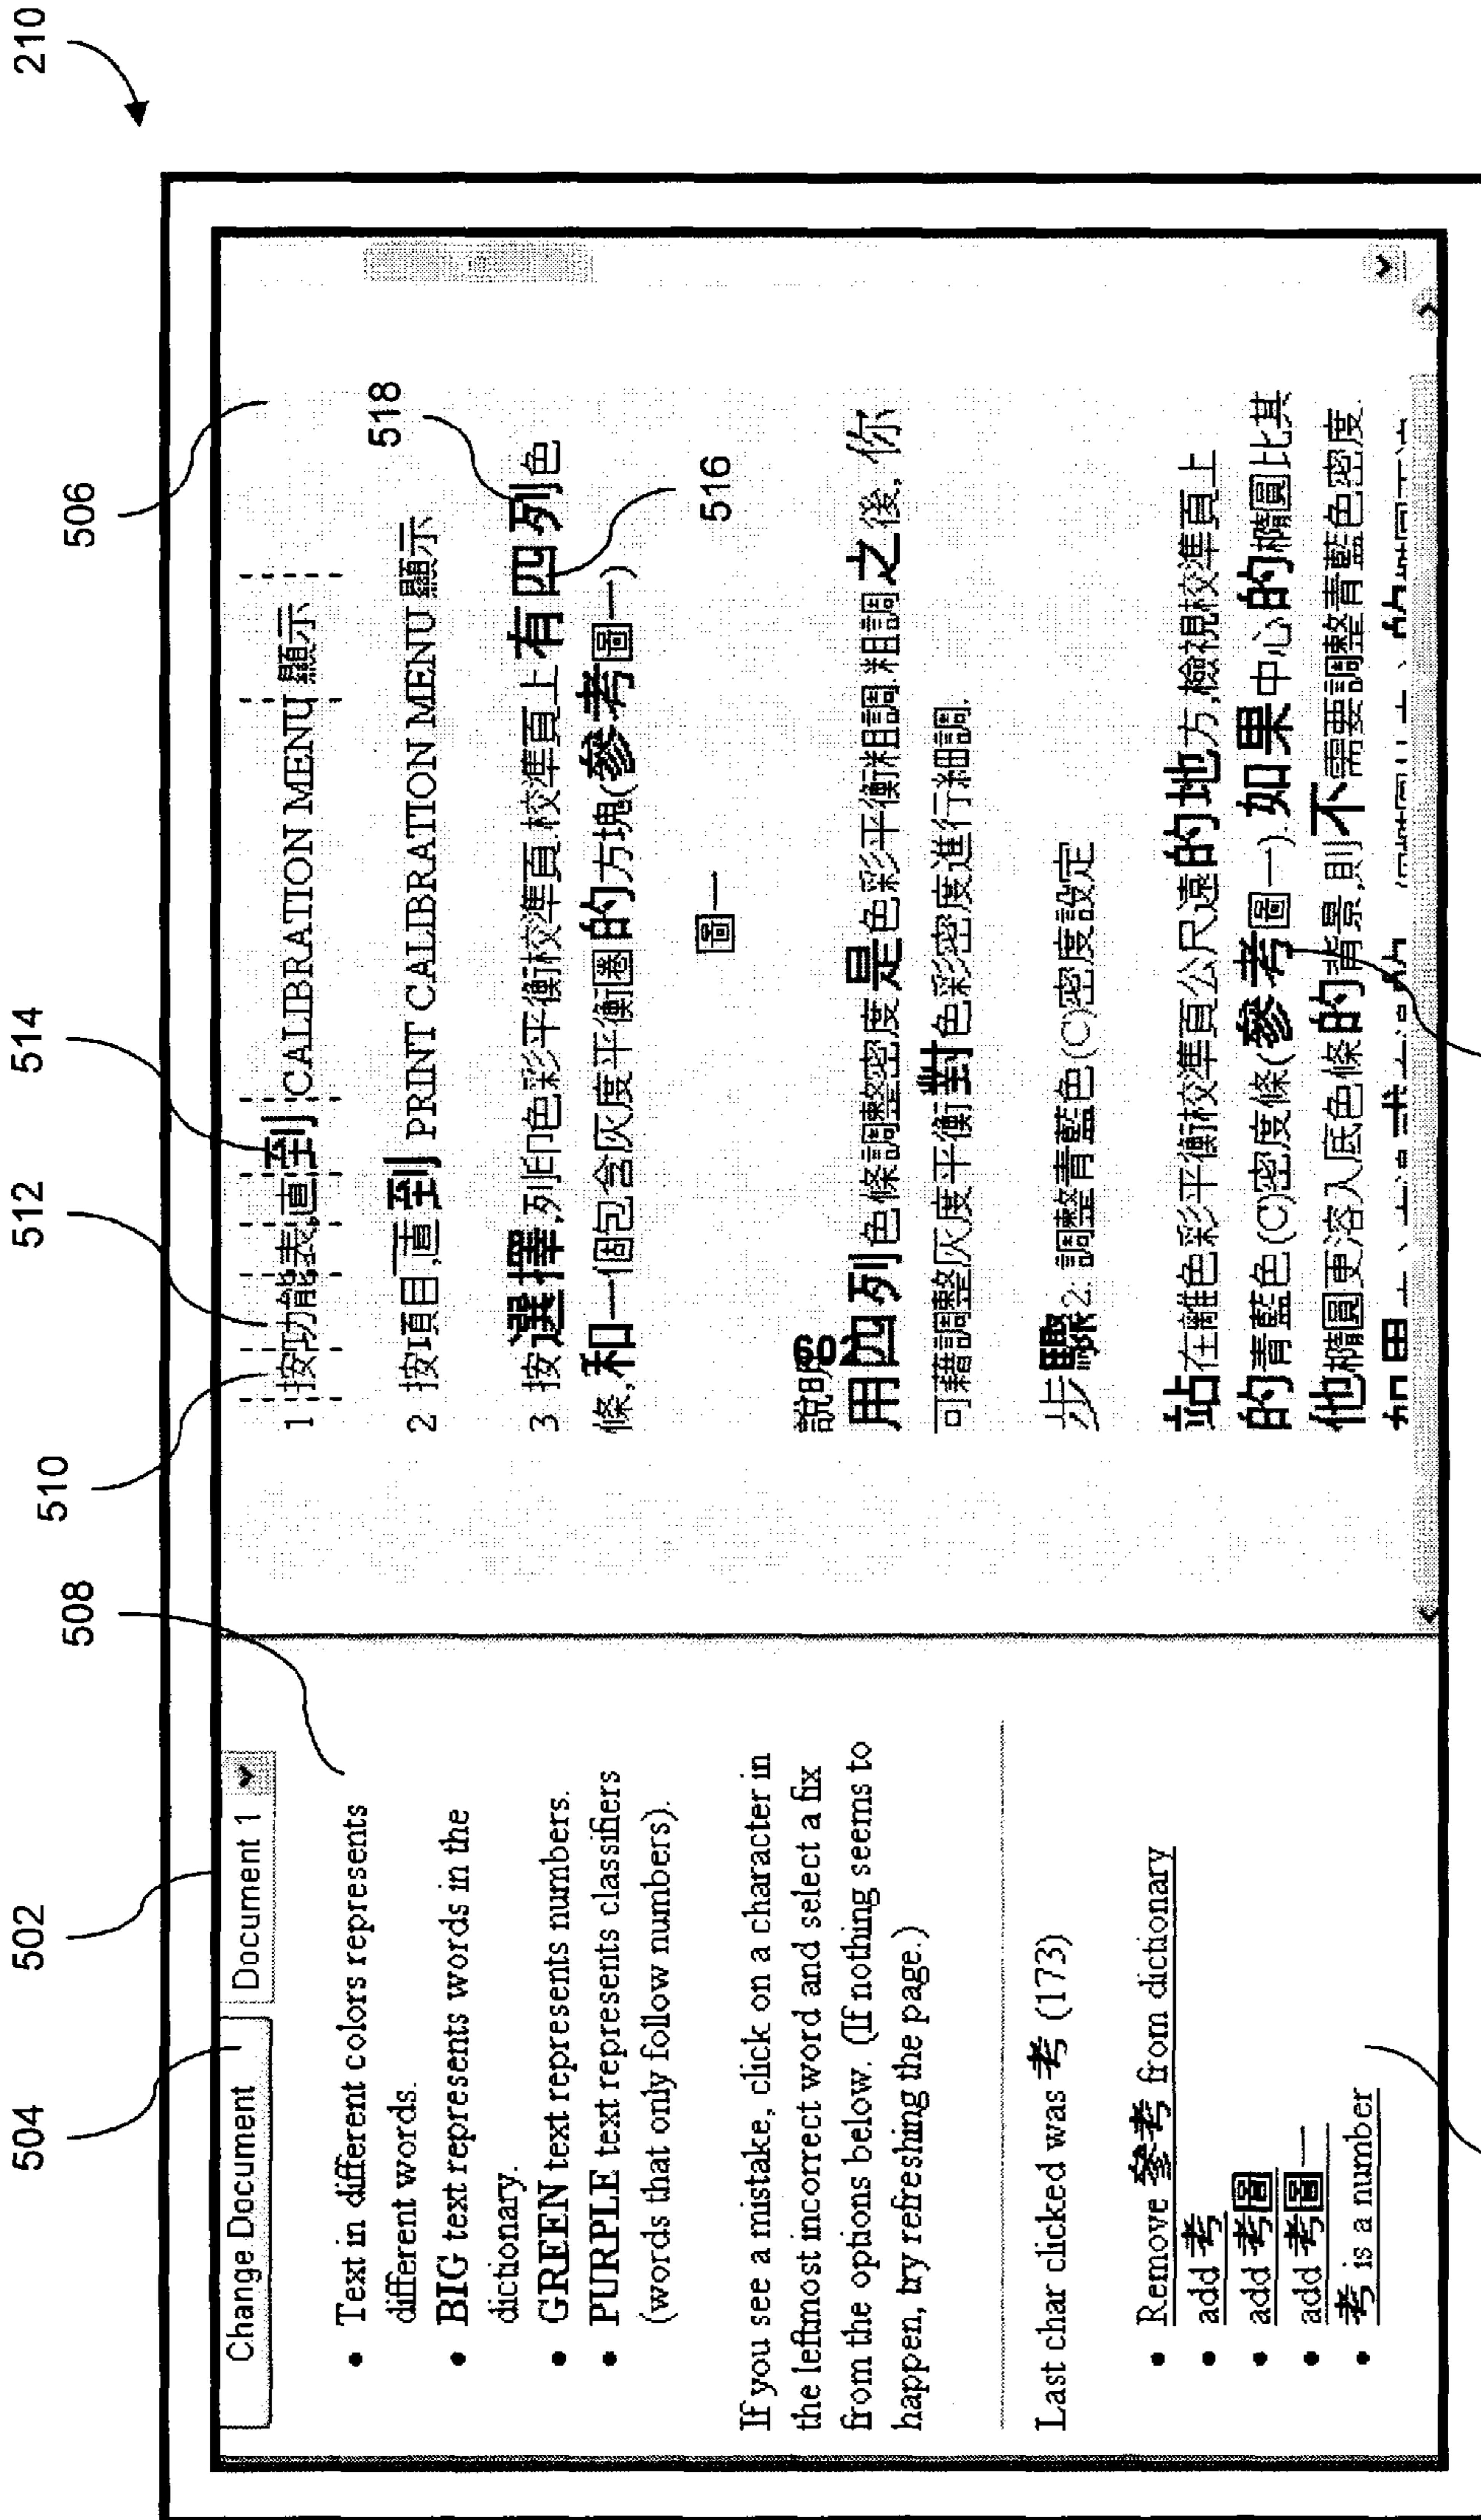 210
504
502
508
510
512
514
506
Change Document
Document 1
• Text in different colors represents
different words.
• BIG text represents words in the
dictionary.
• GREEN text represents numbers.
• PURPLE text represents classifiers
(words that only follow numbers).
If you see a mistake, click on a character in
the leftmost incorrect word and select a fix
from the options below. (If nothing seems to
happen, try refreshing the page.)
Last char clicked was 考 (173)
• Remove 參考 from dictionary
• add 考
• add 考圖
• add 考圖一
• 考 is a number
1 按功能表,直到 CALIBRATION MENU 顯示
2 按項目,直到 PRINT CALIBRATION MENU 顯示
518
3 按選擇,列印色彩平衡校準頁.校準頁上有四列色
條,和一個包含灰度平衡圈的方塊(參考圖一)
516
圖一
說明
602
用四列色條調整密度是色彩平衡粗調.粗調之後,你
可藉調整灰度平衡對色彩密度進行細調.
步驟2: 調整青藍色(C)密度設定
站在離色彩平衡校準頁公尺遠的地方,檢視校準頁上
的青藍色(C)密度條(參考圖一).如果中心的橢圓比其
他橢圓更溶入底色條的背景,則不需要調整青藍色密度.